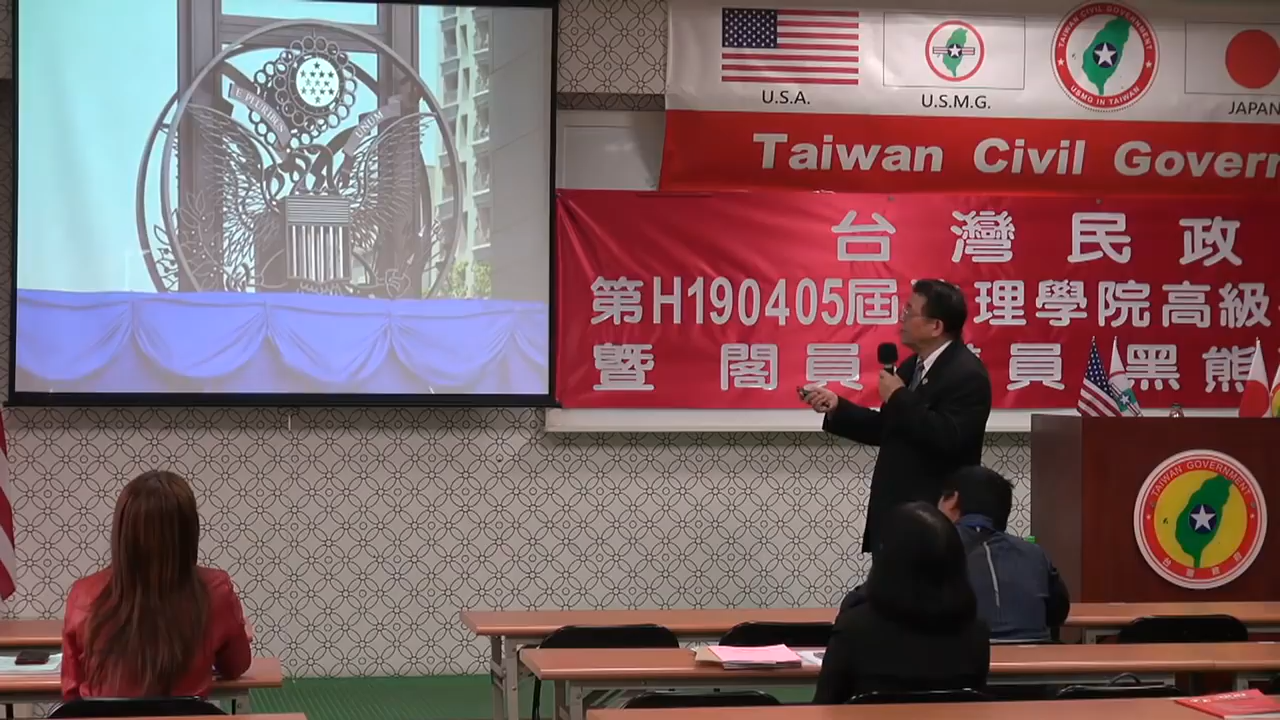 E PLURIBUS
UNUM
U.S.A.
U.S.M.G.
TAIWAN CIVIL GOVERNMENT
USMG IN TAIWAN
JAPAN
Taiwan Civil Govern
台灣民政
第H190405屆 理學院高級
暨 閣員 員 黑熊
TAIWAN GOVERNMENT